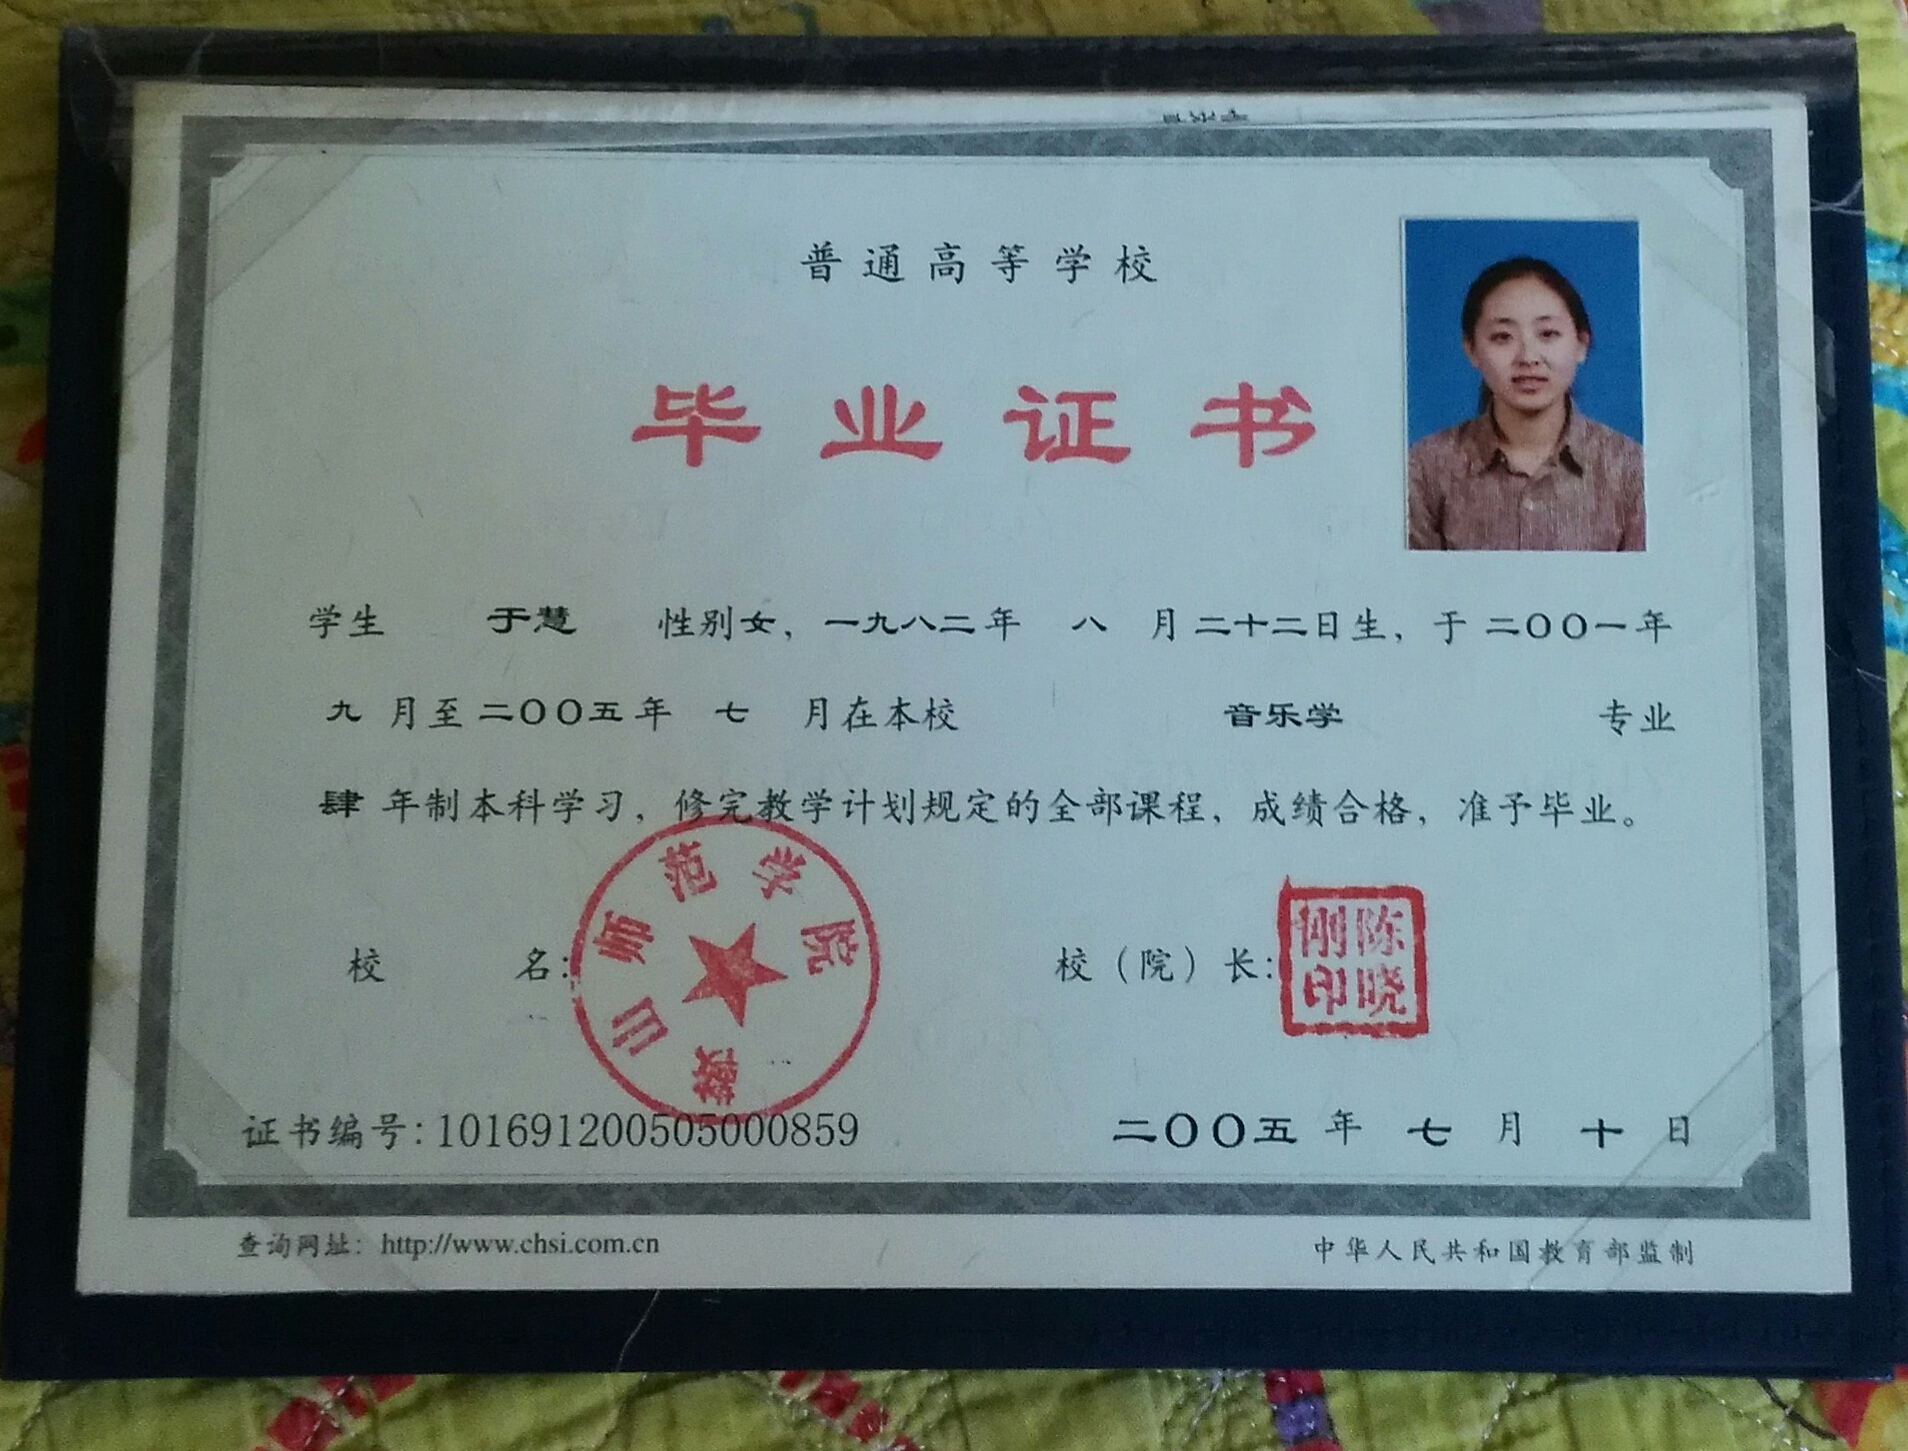 普通高等学校
毕业证书
学生 于慧 性别女，一九八二年 八 月二十二日生，于二〇〇一年
九 月至二〇〇五年 七 月在本校 音乐学 专业
肆 年制本科学习，修完教学计划规定的全部课程，成绩合格，准予毕业。
校 名：
鞍山师范学院
校（院）长：
陈晓刚印
证书编号：101691200505000859
二〇〇五 年 七 月 十 日
查询网址：http://www.chsi.com.cn
中华人民共和国教育部监制